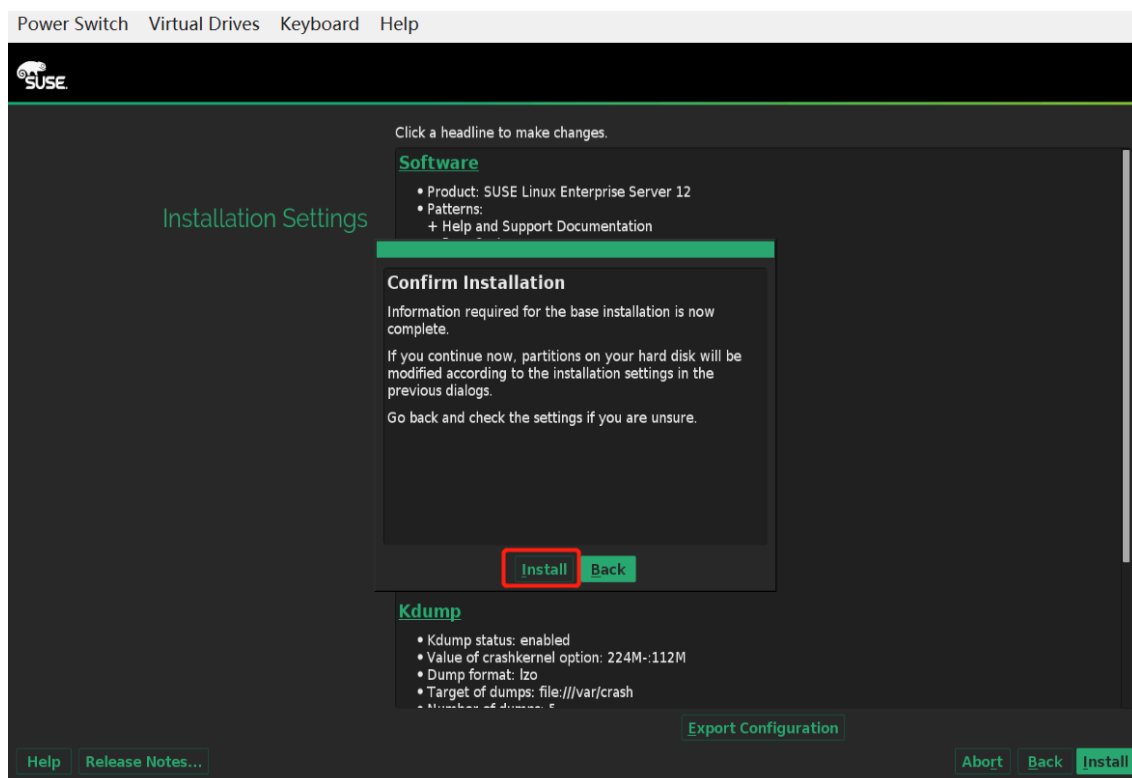 Power Switch Virtual Drives Keyboard Help
SUSE.
Click a headline to make changes.
Software
• Product: SUSE Linux Enterprise Server 12
• Patterns:
+ Help and Support Documentation
Installation Settings
Confirm Installation
Information required for the base installation is now
complete.
If you continue now, partitions on your hard disk will be
modified according to the installation settings in the
previous dialogs.
Go back and check the settings if you are unsure.
Install Back
Kdump
• Kdump status: enabled
• Value of crashkernel option: 224M-:112M
• Dump format: lzo
• Target of dumps: file:///var/crash
• Number of dumps: 5
Export Configuration
Help Release Notes... Abort Back Install